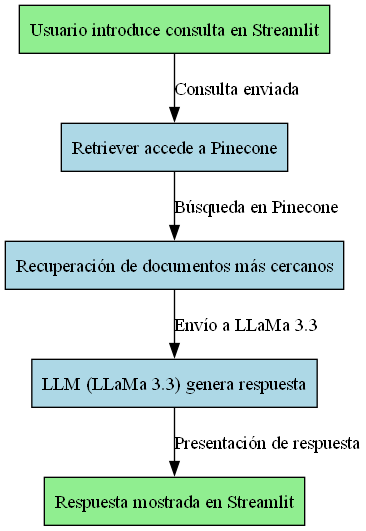 Usuario introduce consulta en Streamlit
Consulta enviada
Retriever accede a Pinecone
Búsqueda en Pinecone
Recuperación de documentos más cercanos
Envío a LLaMa 3.3
LLM (LLaMa 3.3) genera respuesta
Presentación de respuesta
Respuesta mostrada en Streamlit